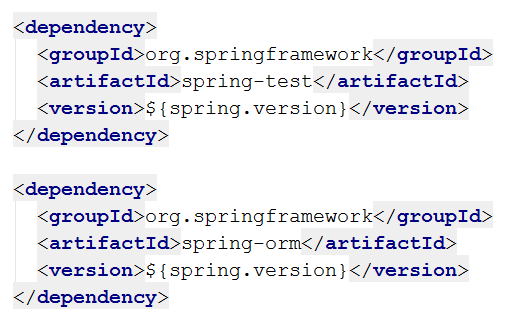 <dependency>
  <groupId>org.springframework</groupId>
  <artifactId>spring-test</artifactId>
  <version>${spring.version}</version>
</dependency>

<dependency>
  <groupId>org.springframework</groupId>
  <artifactId>spring-orm</artifactId>
  <version>${spring.version}</version>
</dependency>